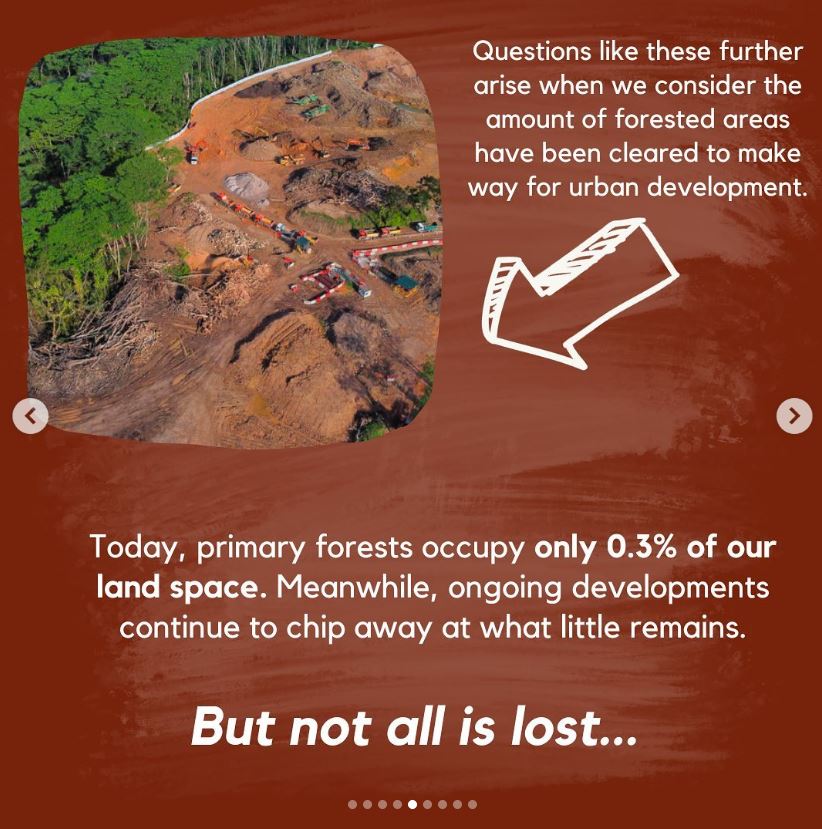 Questions like these further
arise when we consider the
amount of forested areas
have been cleared to make
way for urban development.
Today, primary forests occupy only 0.3% of our
land space. Meanwhile, ongoing developments
continue to chip away at what little remains.
But not all is lost...